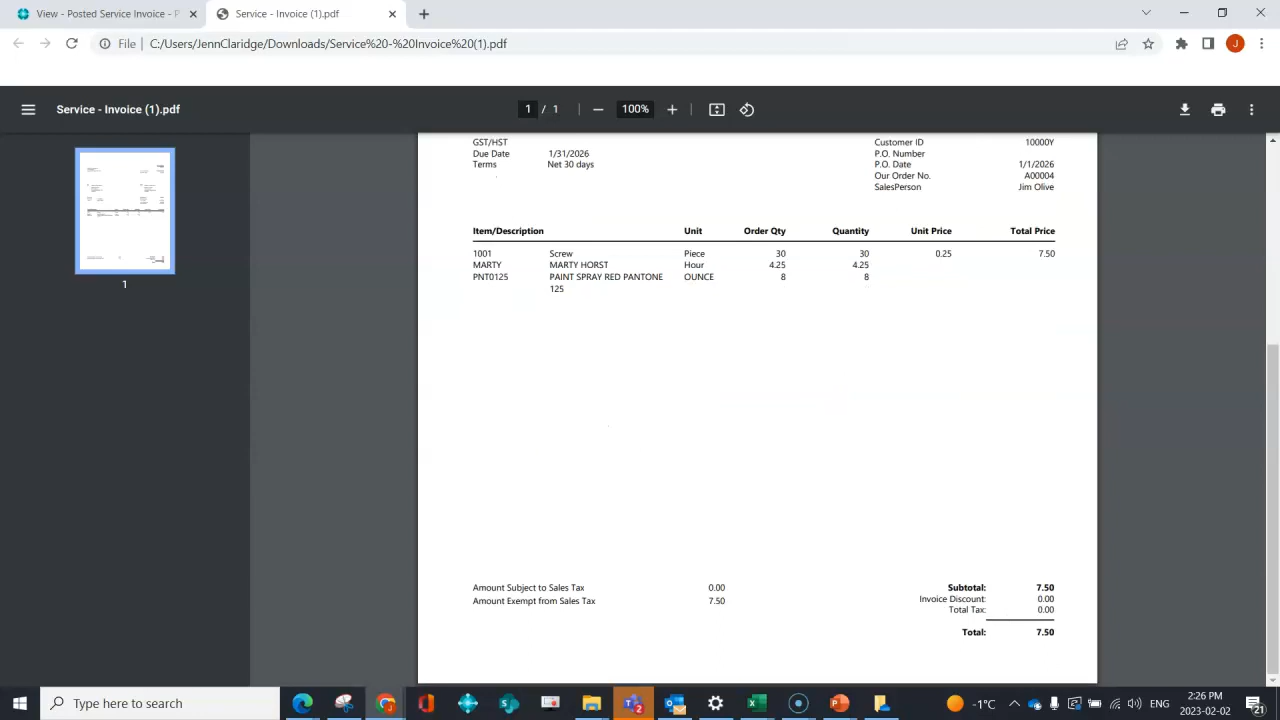 View - Posted Service Invoice - P
Service - Invoice (1).pdf
File
C:/Users/JennClaridge/Downloads/Service%20-%20Invoice%20(1).pdf
J
Service - Invoice (1).pdf
1 / 1
100%
1
GST/HST
Due Date 1/31/2026
Terms Net 30 days
Customer ID 10000Y
P.O. Number
P.O. Date 1/1/2026
Our Order No. A00004
SalesPerson Jim Olive
Item/Description Unit Order Qty Quantity Unit Price Total Price
1001 Screw Piece 30 30 0.25 7.50
MARTY MARTY HORST Hour 4.25 4.25
PNT0125 PAINT SPRAY RED PANTONE OUNCE 8 8
125
Amount Subject to Sales Tax 0.00
Amount Exempt from Sales Tax 7.50
Subtotal: 7.50
Invoice Discount: 0.00
Total Tax: 0.00
Total: 7.50
Type here to search
-1°C
ENG
2:26 PM
2023-02-02
21